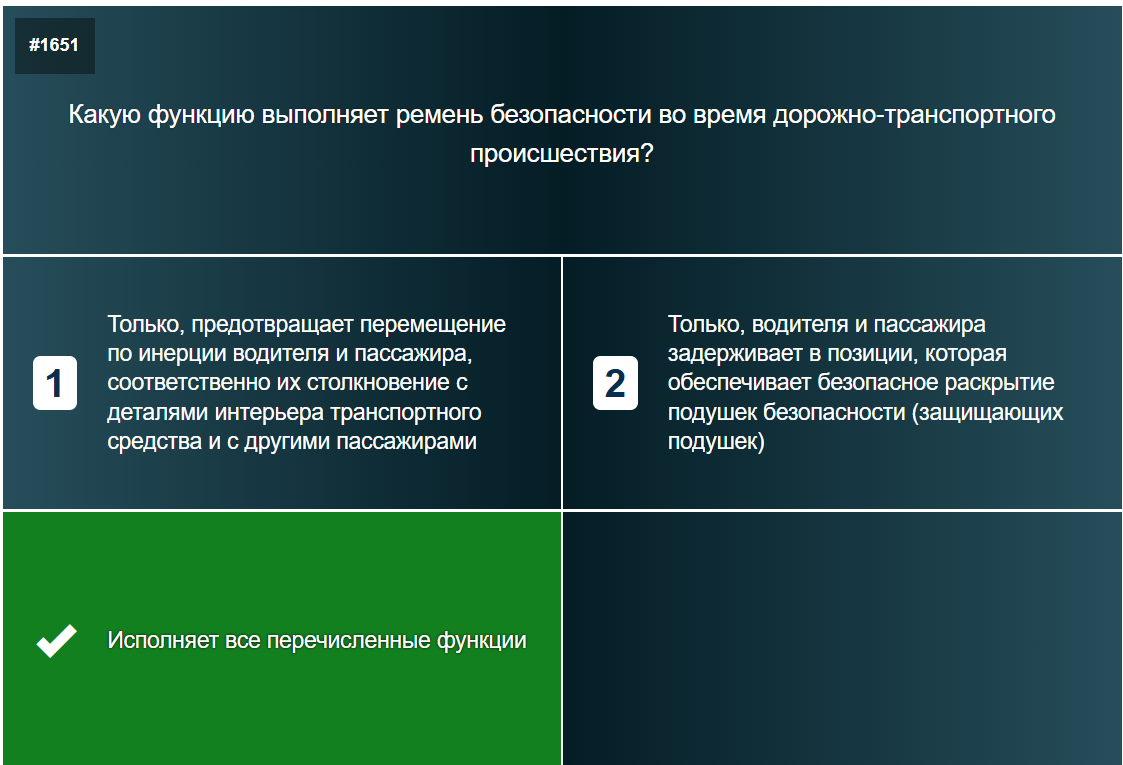 #1651
Какую функцию выполняет ремень безопасности во время дорожно-транспортного
происшествия?
1
Только, предотвращает перемещение
по инерции водителя и пассажира,
соответственно их столкновение с
деталями интерьера транспортного
средства и с другими пассажирами
2
Только, водителя и пассажира
задерживает в позиции, которая
обеспечивает безопасное раскрытие
подушек безопасности (защищающих
подушек)
Исполняет все перечисленные функции